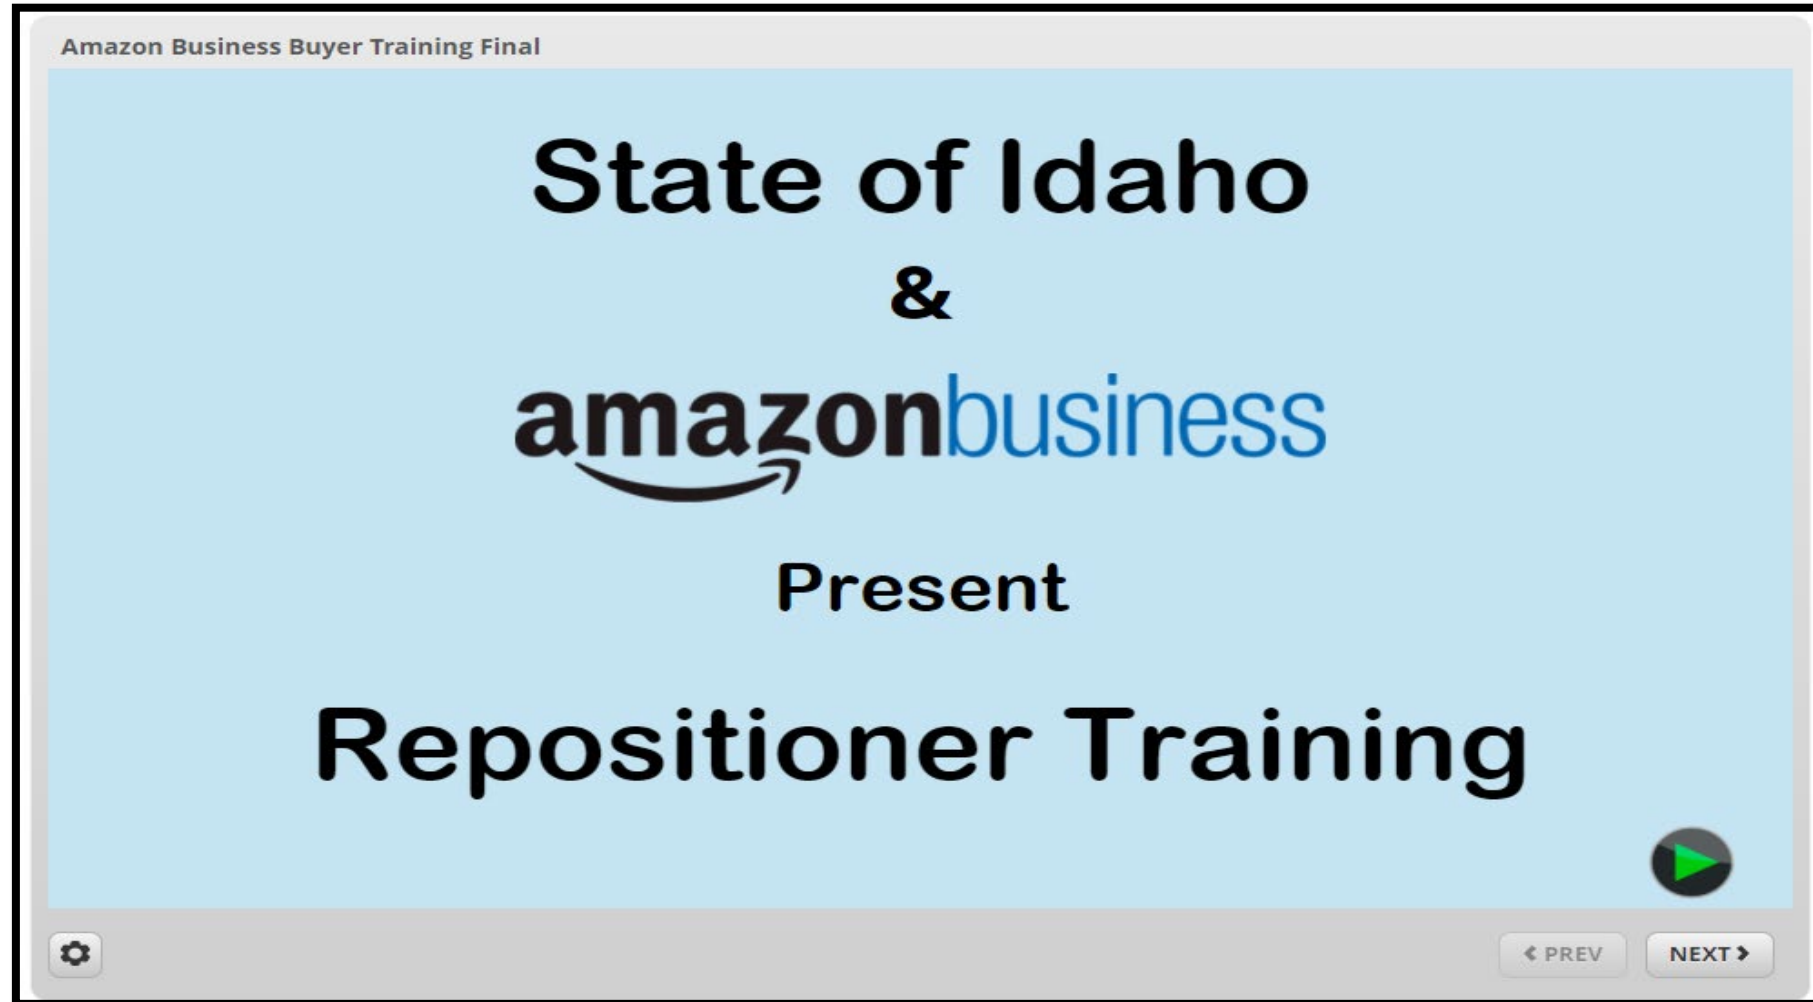 Amazon Business Buyer Training Final
State of Idaho
&
amazonbusiness
Present
Repositioner Training
PREV NEXT